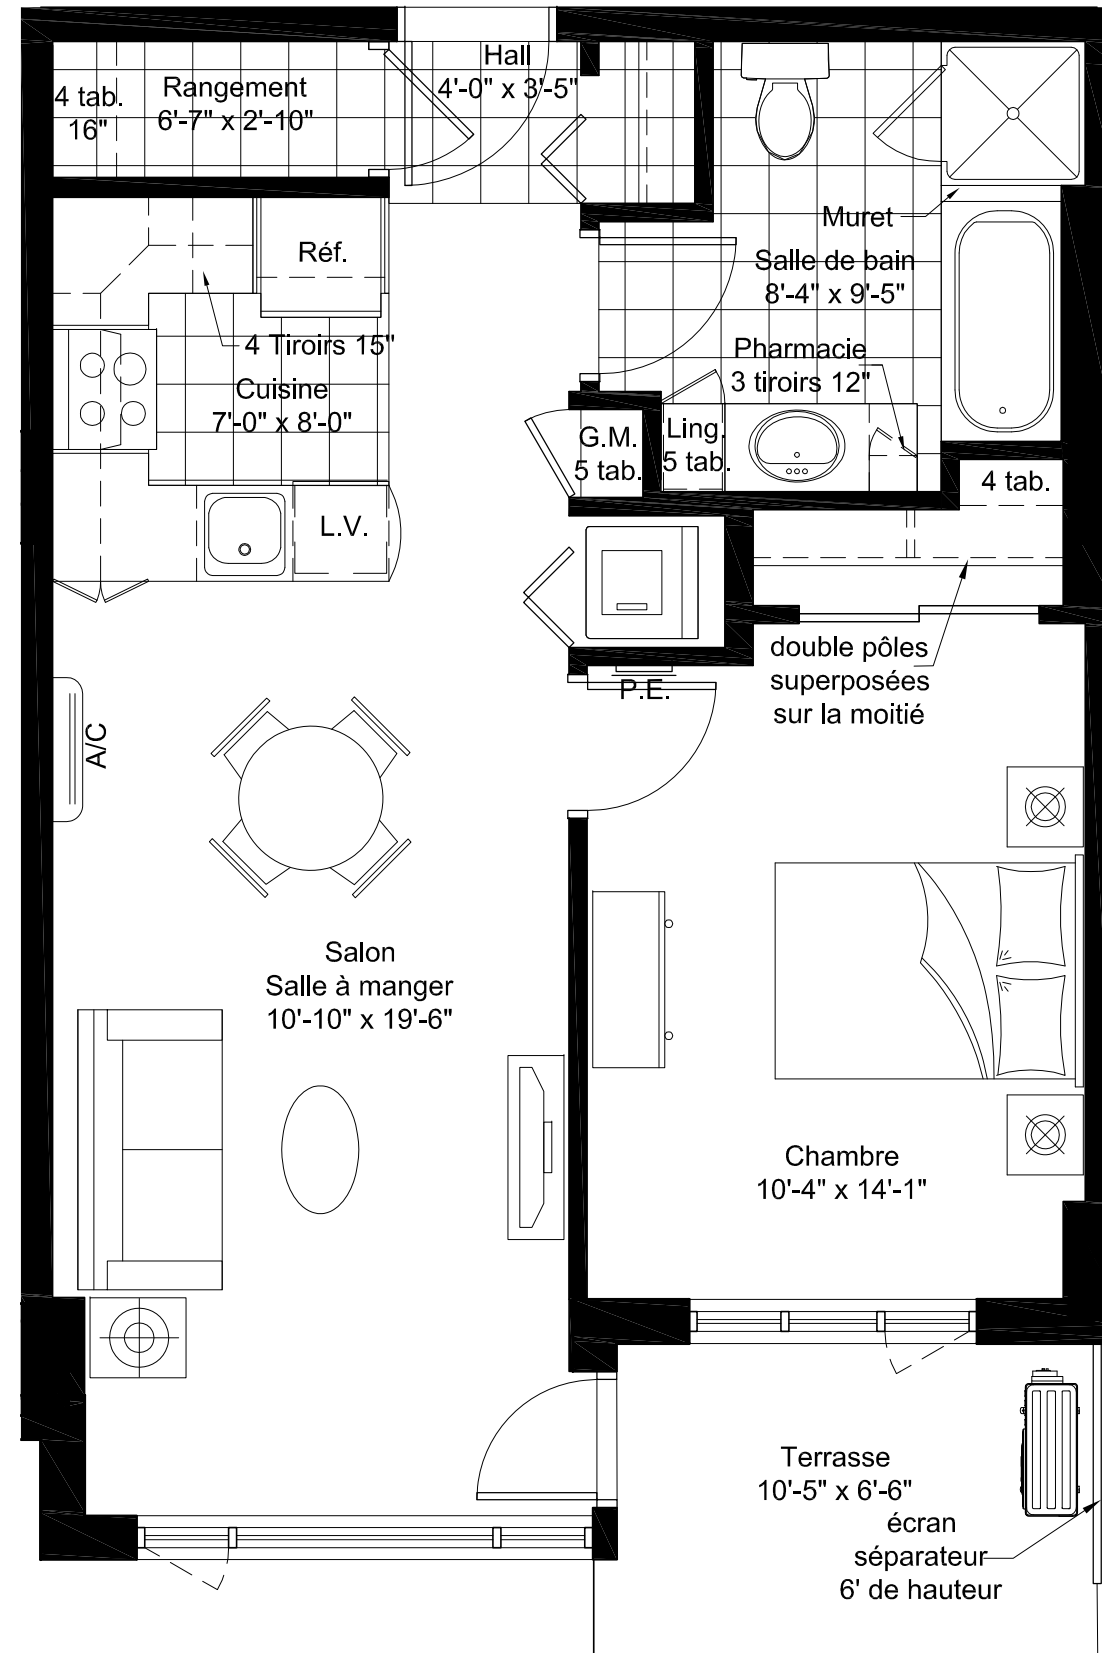 Hall
4'-0" x 3'-5"
Rangement
6'-7" x 2'-10"
4 tab.
16"
Réf.
Muret
Salle de bain
8'-4" x 9'-5"
4 Tiroirs 15"
Pharmacie
3 tiroirs 12"
Cuisine
7'-0" x 8'-0"
G.M.
5 tab.
Ling.
5 tab.
4 tab.
L.V.
double pôles
superposées
sur la moitié
P.E.
A/C
Salon
Salle à manger
10'-10" x 19'-6"
Chambre
10'-4" x 14'-1"
Terrasse
10'-5" x 6'-6"
écran
séparateur
6' de hauteur